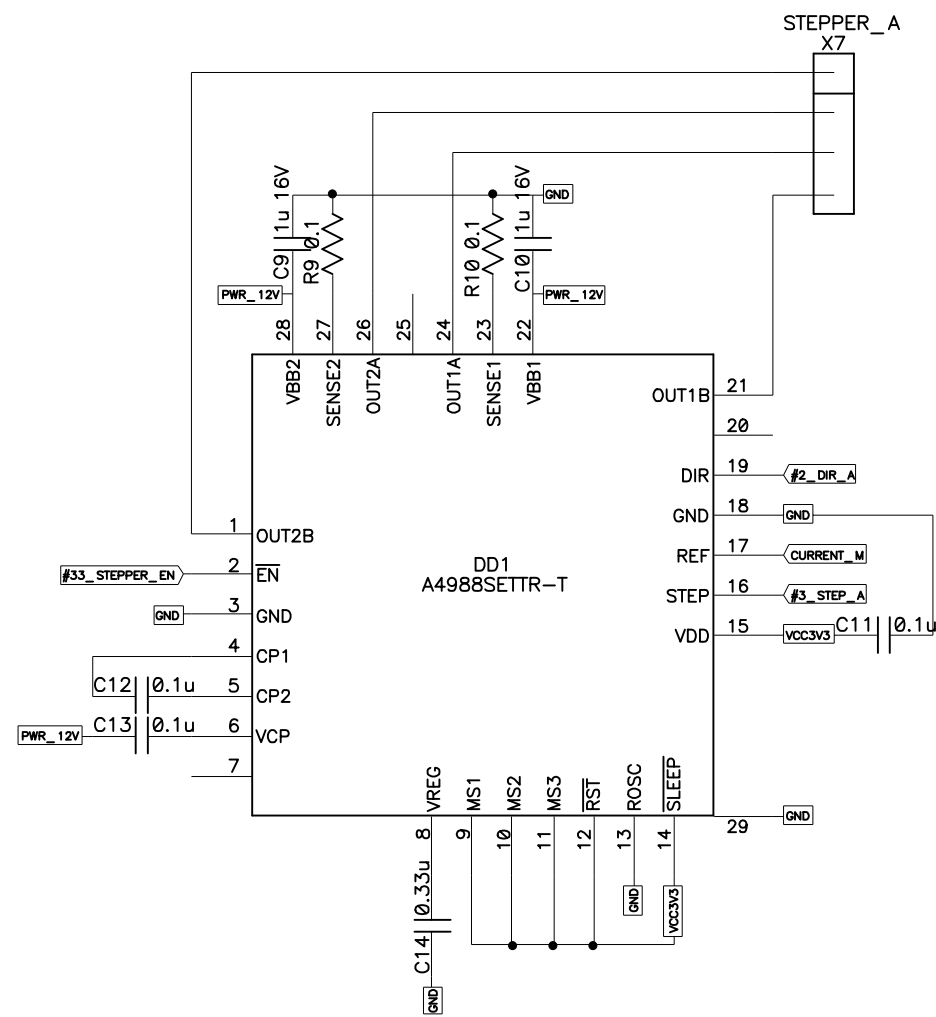 STEPPER_A
X7
1u 16V
C9
R9 0.1
R10 0.1
1u 16V
C10
GND
PWR_12V
PWR_12V
28
27
26
25
24
23
22
VBB2
SENSE2
OUT2A
OUT1A
SENSE1
VBB1
OUT1B
21
20
DIR
19
#2_DIR_A
GND
18
GND
REF
17
CURRENT_M
STEP
16
#3_STEP_A
VDD
15
VCC3V3
C11
0.1u
1
OUT2B
#33_STEPPER_EN
2
EN
GND
3
GND
4
CP1
C12
0.1u
5
CP2
PWR_12V
C13
0.1u
6
VCP
7
DD1
A4988SETTR-T
VREG
MS1
MS2
MS3
RST
ROSC
SLEEP
8
9
10
11
12
13
14
29
GND
0.33u
C14
GND
GND
VCC3V3